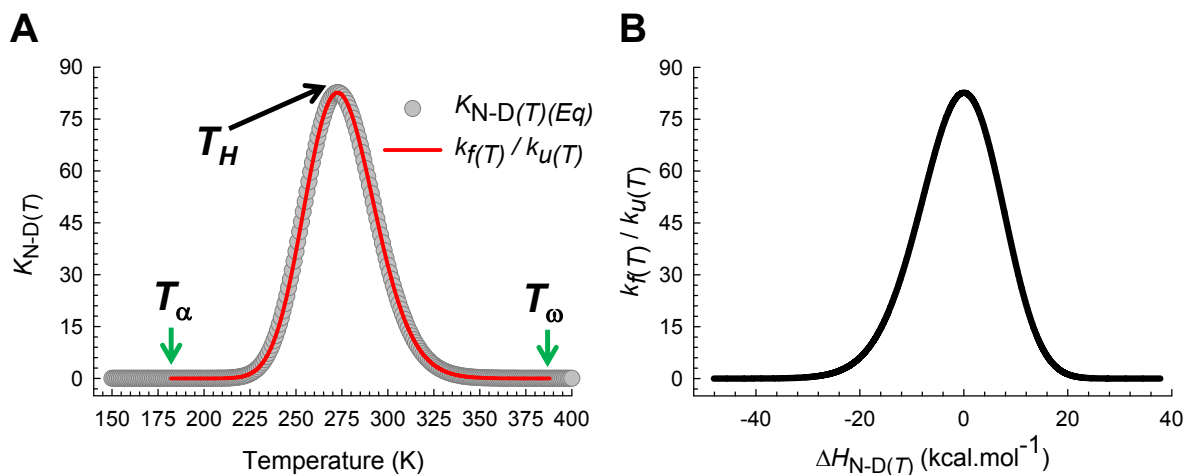 A
B
90
75
60
45
30
15
0
K_N-D(T)
T_H
K_N-D(T)(Eq)
k_f(T) / k_u(T)
T_α
T_ω
150 175 200 225 250 275 300 325 350 375 400
Temperature (K)
90
75
60
45
30
15
0
k_f(T) / k_u(T)
-40 -20 0 20 40
ΔH_N-D(T) (kcal.mol⁻¹)